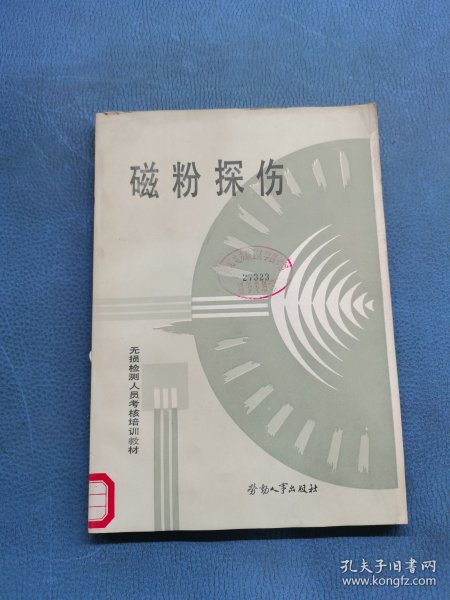 磁粉探伤
27323
无损检测人员考核培训教材
劳动人事出版社
孔夫子旧书网
www.kongfz.com